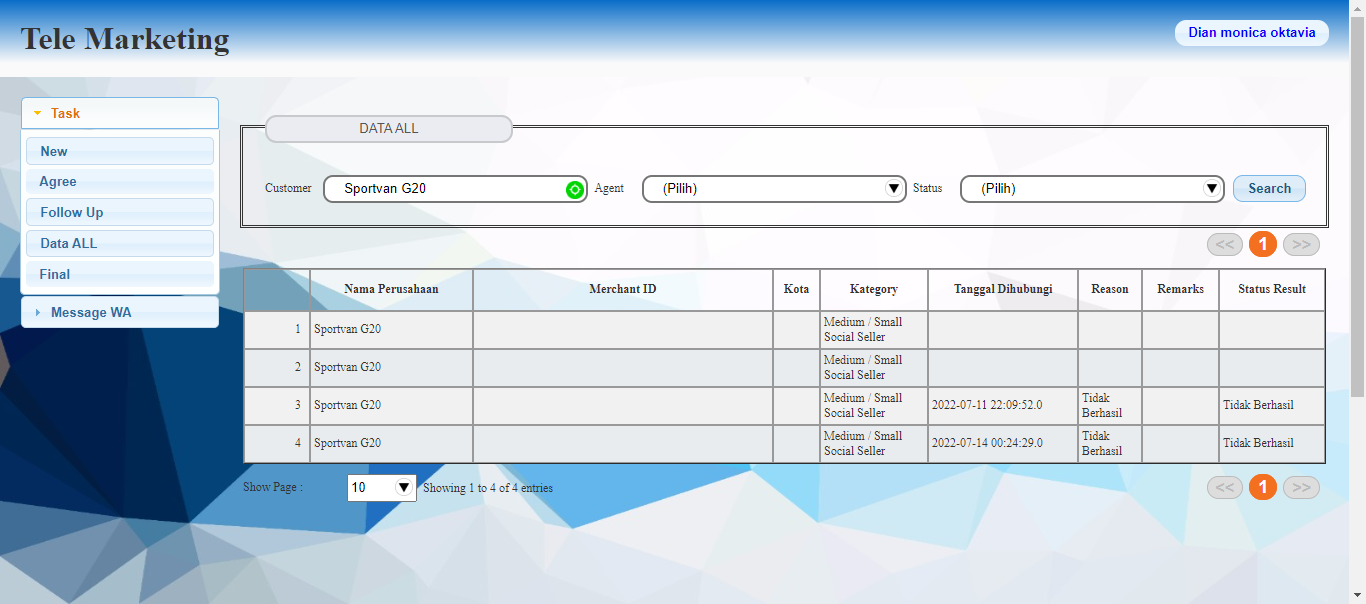 Tele Marketing
Dian monica oktavia
Task
New
Agree
Follow Up
Data ALL
Final
Message WA
DATA ALL
Customer Sportvan G20 Agent (Pilih) Status (Pilih) Search
<< 1 >>
Nama Perusahaan Merchant ID Kota Kategory Tanggal Dihubungi Reason Remarks Status Result
1 Sportvan G20 Medium / Small Social Seller
2 Sportvan G20 Medium / Small Social Seller
3 Sportvan G20 Medium / Small Social Seller 2022-07-11 22:09:52.0 Tidak Berhasil Tidak Berhasil
4 Sportvan G20 Medium / Small Social Seller 2022-07-14 00:24:29.0 Tidak Berhasil Tidak Berhasil
Show Page : 10 Showing 1 to 4 of 4 entries
<< 1 >>